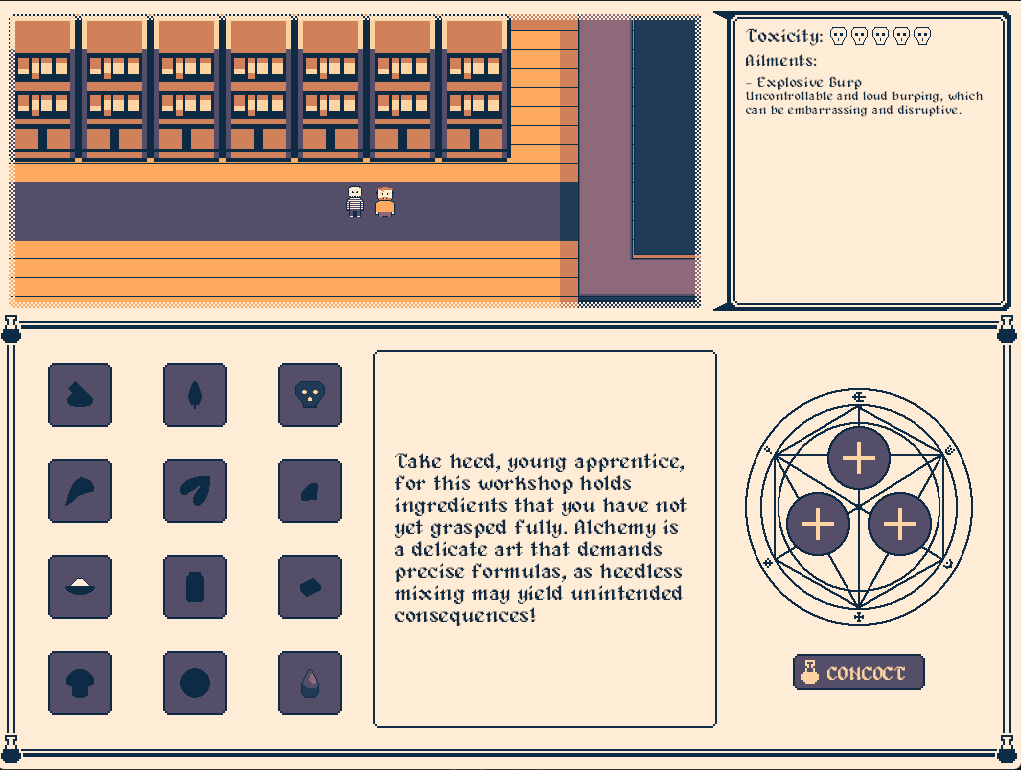 Toxicity:
Ailments:
- Explosive Burp
Uncontrollable and loud burping, which
can be embarrassing and disruptive.
Take heed, young apprentice,
for this workshop holds
ingredients that you have not
yet grasped fully. Alchemy is
a delicate art that demands
precise formulas, as heedless
mixing may yield unintended
consequences!
CONCOCT